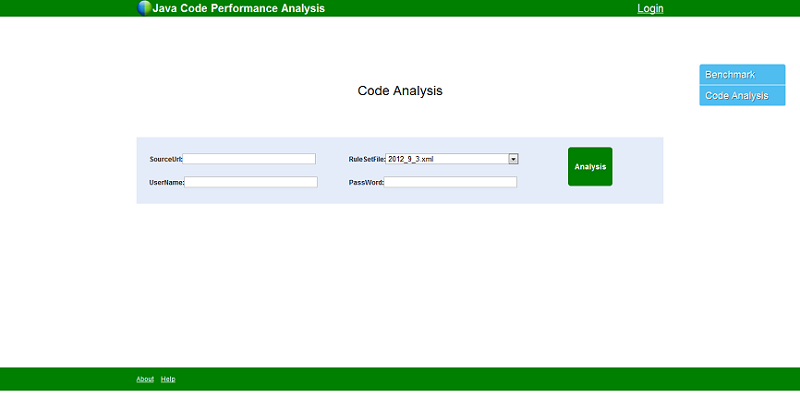 Java Code Performance Analysis Login
Benchmark
Code Analysis
Code Analysis
SourceUrl: RuleSetFile: 2012_9_3.xml Analysis
UserName: PassWord:
About Help